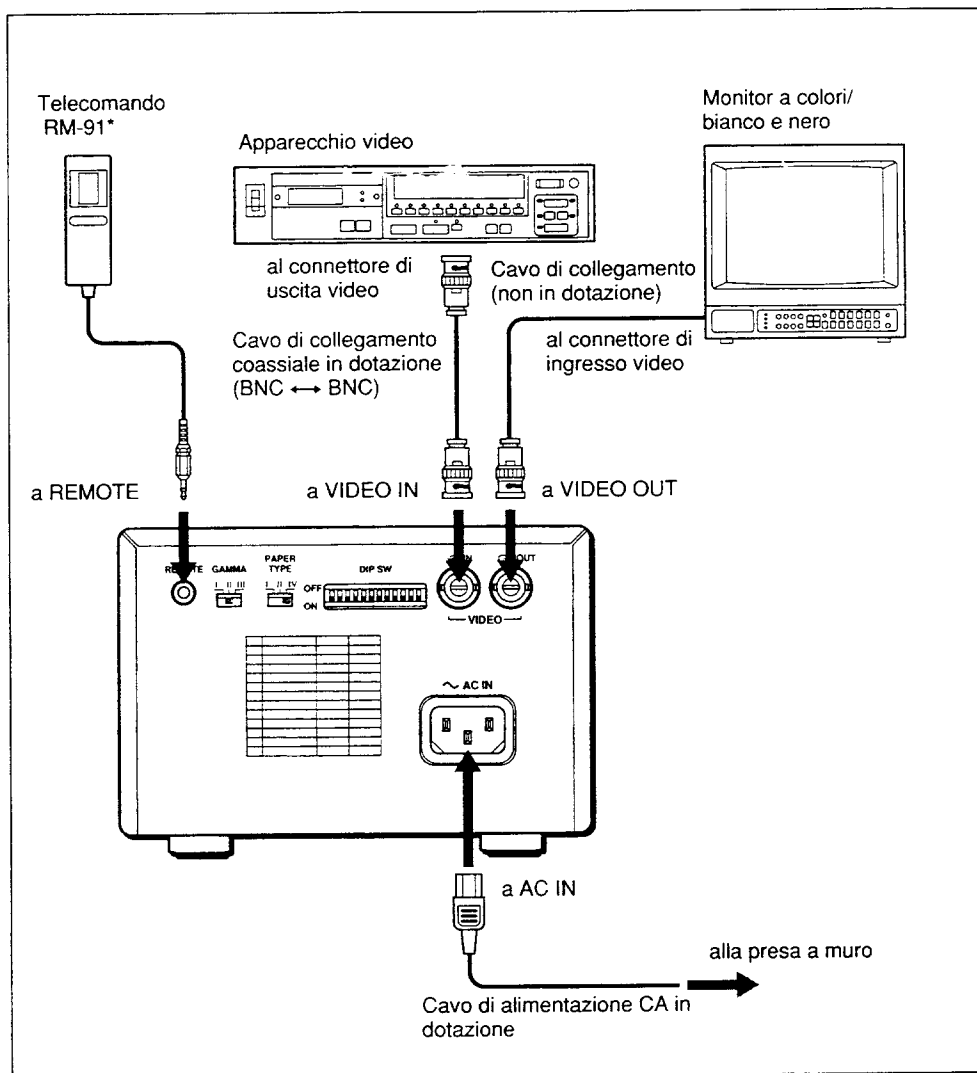 Telecomando
RM-91*
Apparecchio video
Monitor a colori/
bianco e nero
al connettore di
uscita video
Cavo di collegamento
(non in dotazione)
Cavo di collegamento
coassiale in dotazione
(BNC ↔ BNC)
al connettore di
ingresso video
a REMOTE
a VIDEO IN
a VIDEO OUT
GAMMA
I II III
PAPER
TYPE
DIP SW
OFF
ON
OUT
VIDEO
~ AC IN
a AC IN
alla presa a muro
Cavo di alimentazione CA in
dotazione